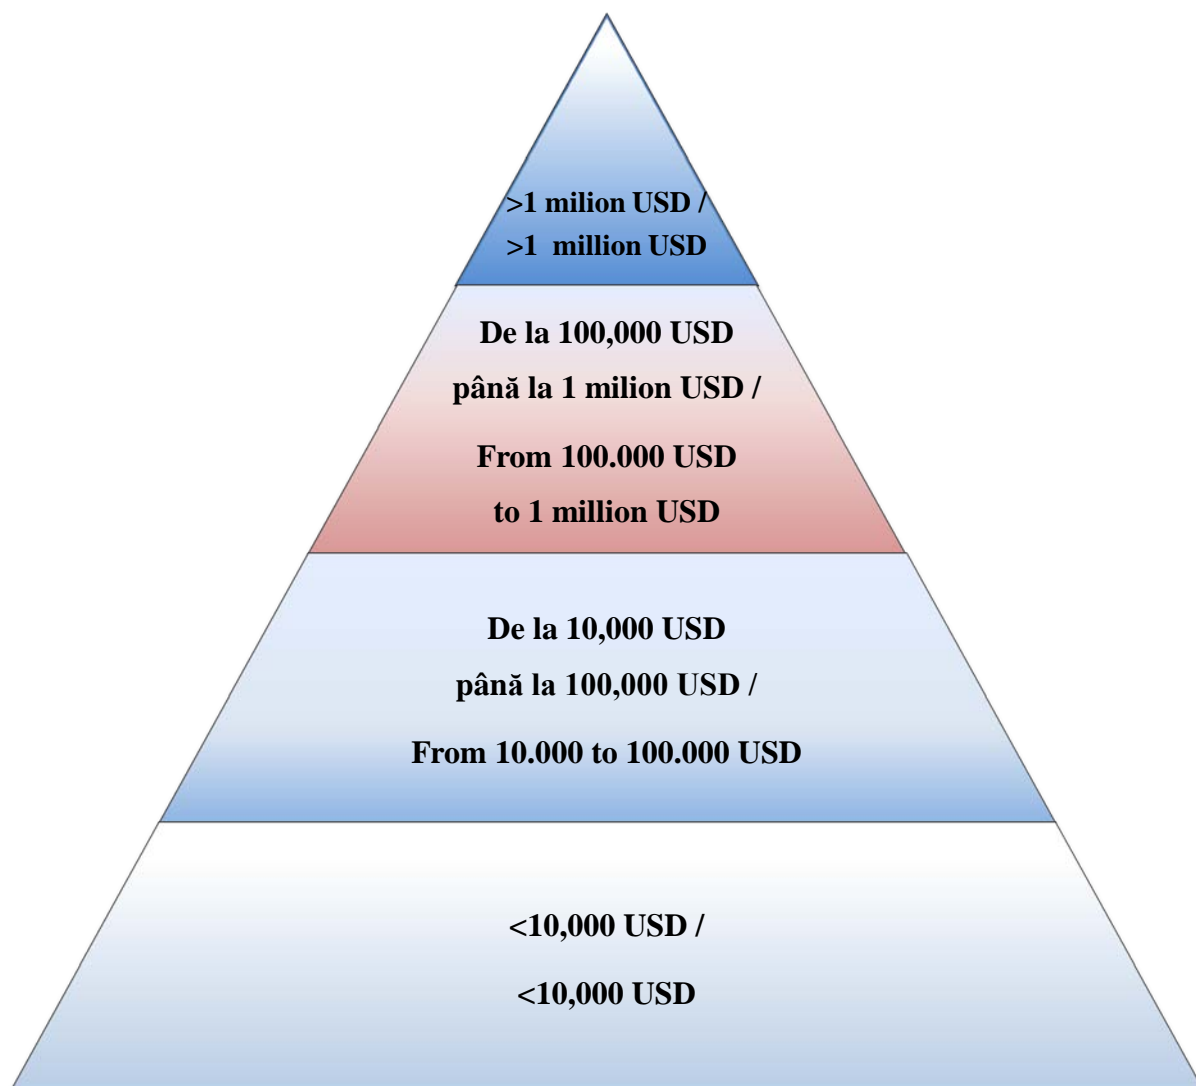 >1 milion USD /
>1 million USD
De la 100,000 USD
până la 1 milion USD /
From 100.000 USD
to 1 million USD
De la 10,000 USD
până la 100,000 USD /
From 10.000 to 100.000 USD
<10,000 USD /
<10,000 USD